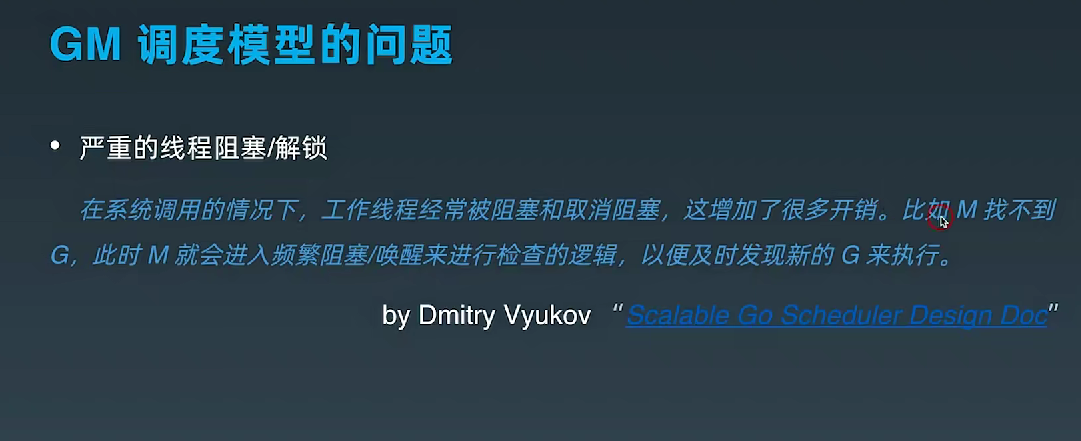 GM 调度模型的问题
• 严重的线程阻塞/解锁
在系统调用的情况下，工作线程经常被阻塞和取消阻塞，这增加了很多开销。比如 M 找不到
G，此时 M 就会进入频繁阻塞/唤醒来进行检查的逻辑，以便及时发现新的 G 来执行。
by Dmitry Vyukov “Scalable Go Scheduler Design Doc”